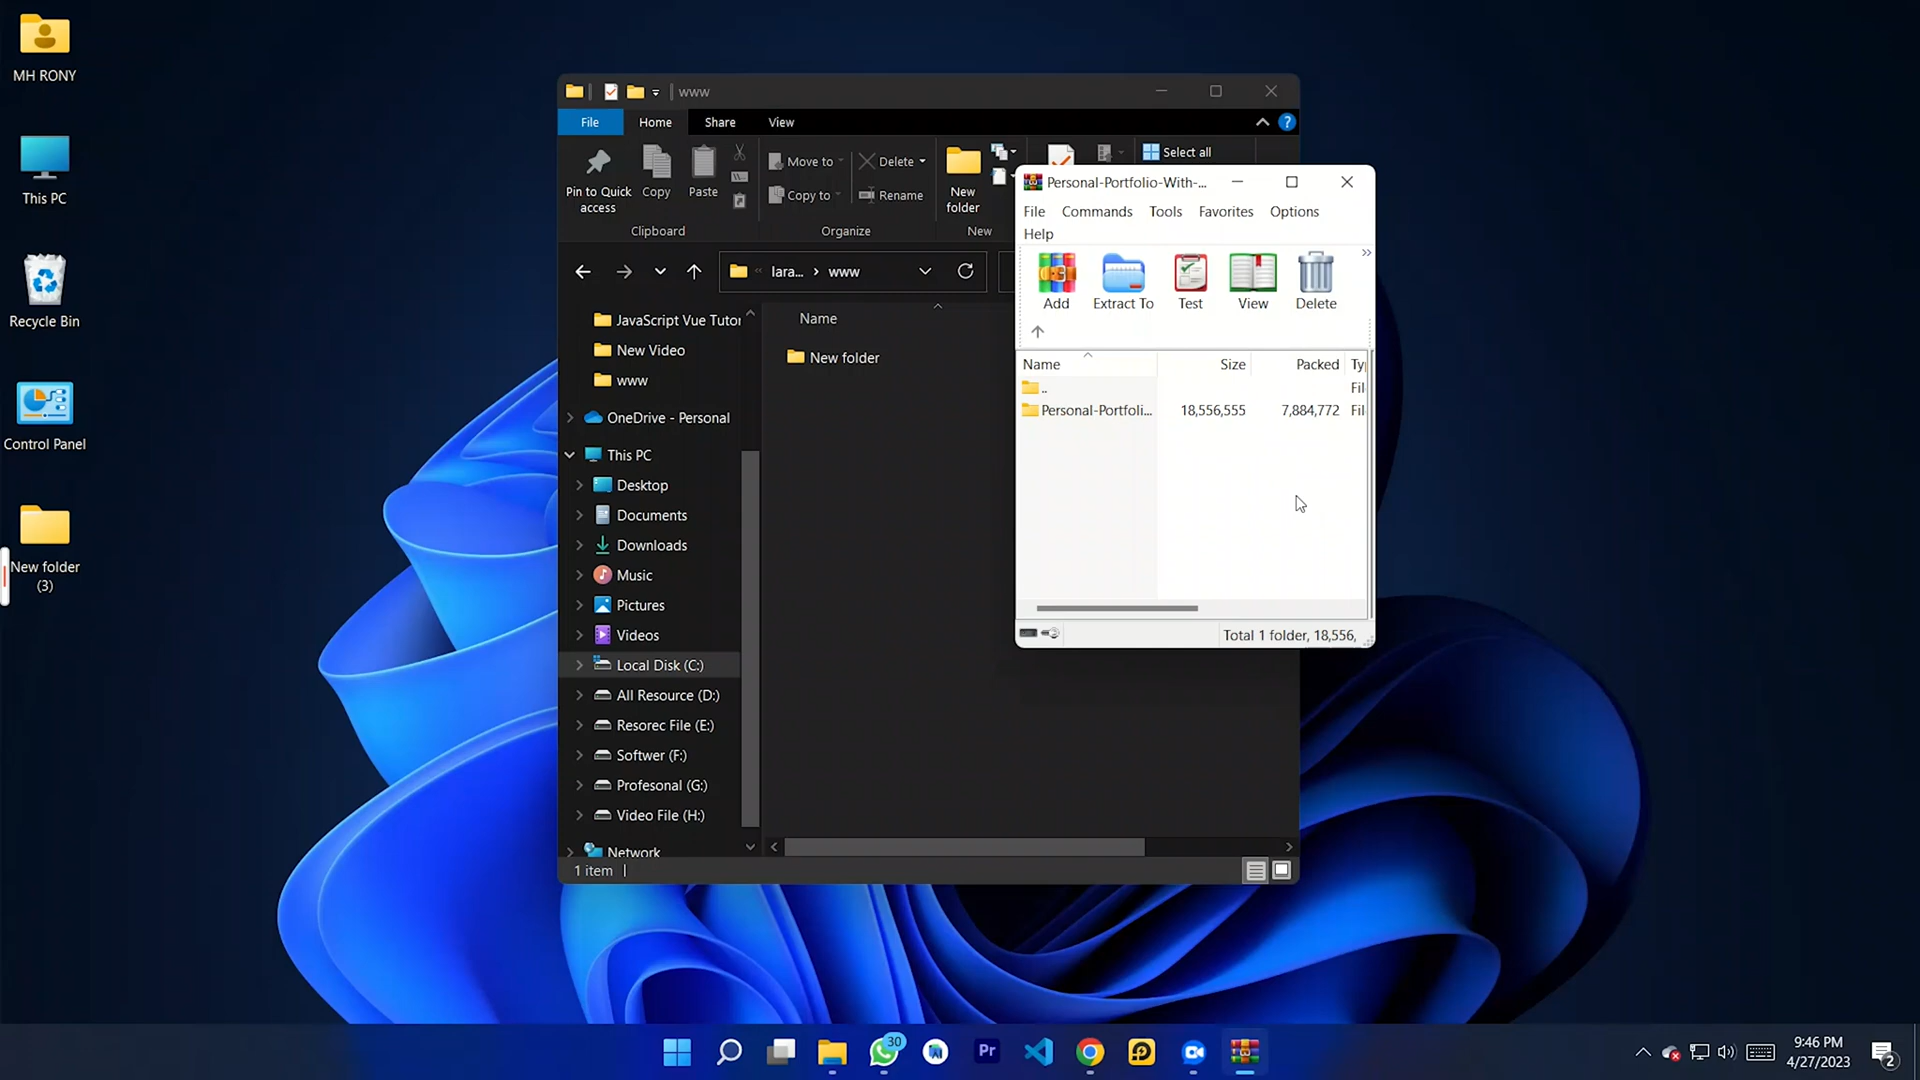 MH RONY
This PC
Recycle Bin
Control Panel
New folder
(3)
www
File
Home
Share
View
Pin to Quick
access
Copy
Paste
Clipboard
Move to
Copy to
Delete
Rename
Organize
New
folder
New
Select all
lara...
www
JavaScript Vue Tutor
New Video
www
OneDrive - Personal
This PC
Desktop
Documents
Downloads
Music
Pictures
Videos
Local Disk (C:)
All Resource (D:)
Resorec File (E:)
Softwer (F:)
Profesonal (G:)
Video File (H:)
Network
Name
New folder
1 item
Personal-Portfolio-With-...
File Commands Tools Favorites Options
Help
Add
Extract To
Test
View
Delete
Name Size Packed Ty
.. Fil
Personal-Portfoli... 18,556,555 7,884,772 Fil
Total 1 folder, 18,556,
30
Pr
9:46 PM
4/27/2023
2